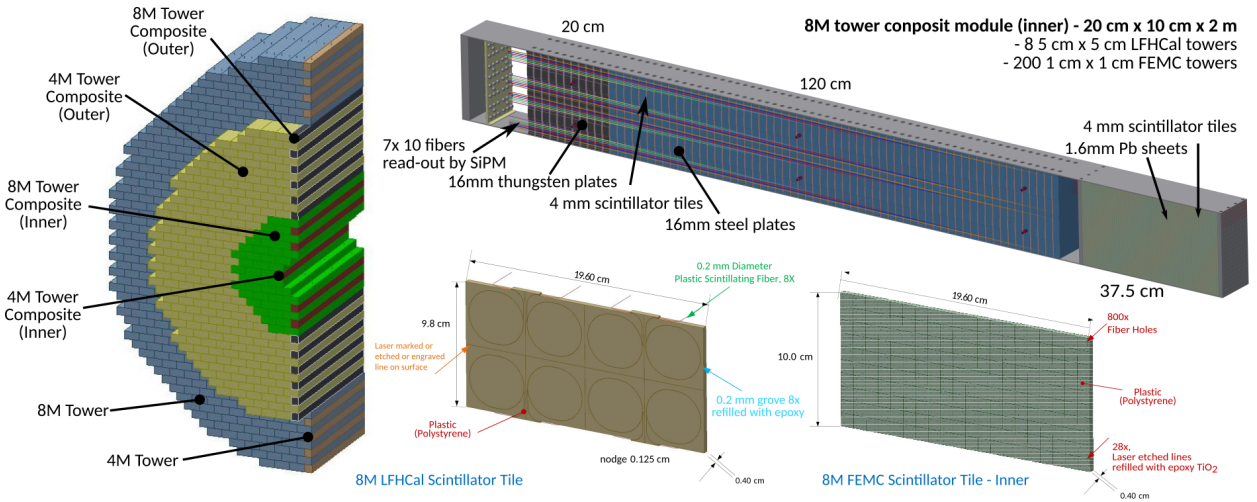 8M Tower
Composite
(Outer)
4M Tower
Composite
(Outer)
8M Tower
Composite
(Inner)
4M Tower
Composite
(Inner)
8M Tower
4M Tower
20 cm
120 cm
37.5 cm
8M tower conposit module (inner) - 20 cm x 10 cm x 2 m
- 8 5 cm x 5 cm LFHCal towers
- 200 1 cm x 1 cm FEMC towers
7x 10 fibers
read-out by SiPM
16mm thungsten plates
4 mm scintillator tiles
16mm steel plates
4 mm scintillator tiles
1.6mm Pb sheets
19.60 cm
9.8 cm
0.2 mm Diameter
Plastic Scintillating Fiber, 8X
Laser marked or
etched or engraved
line on surface
0.2 mm grove 8x
refilled with epoxy
Plastic
(Polystyrene)
nodge 0.125 cm
0.40 cm
8M LFHCal Scintillator Tile
19.60 cm
10.0 cm
800x
Fiber Holes
Plastic
(Polystyrene)
28x,
Laser etched lines
refilled with epoxy TiO2
0.40 cm
8M FEMC Scintillator Tile - Inner